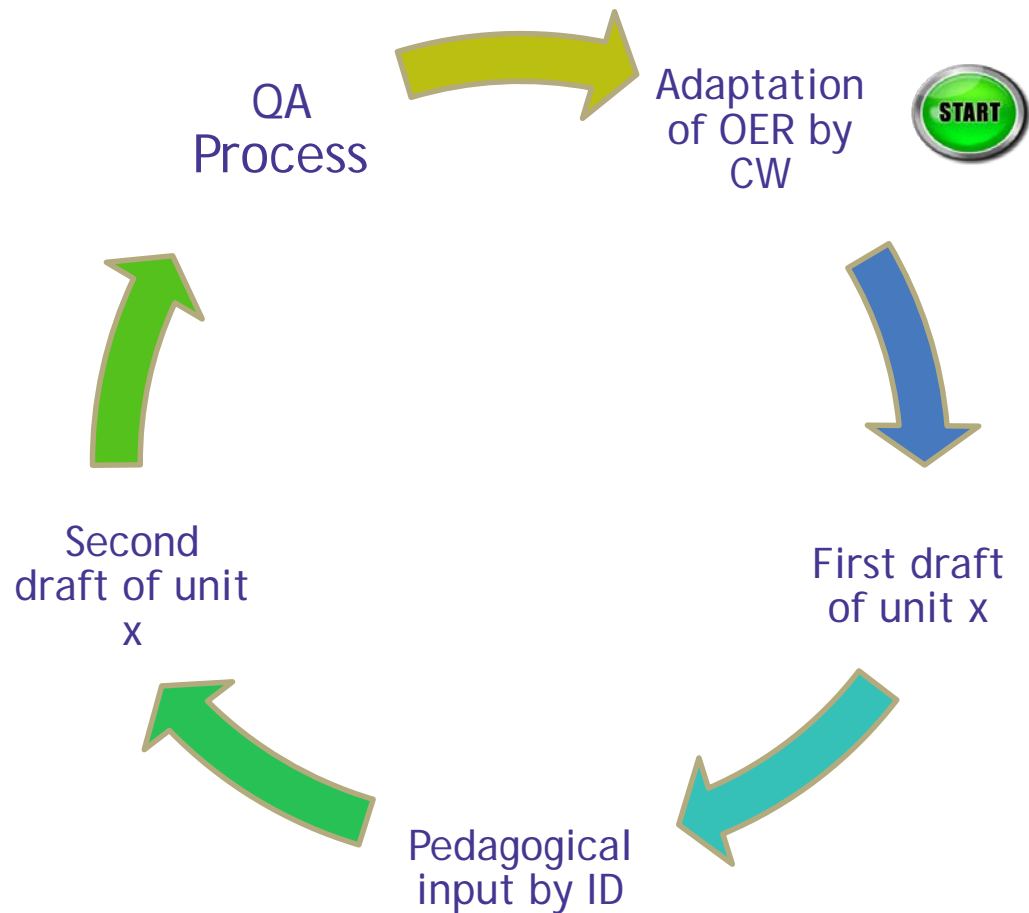 QA
Process
Adaptation
of OER by
CW
START
First draft
of unit x
Pedagogical
input by ID
Second
draft of unit
x